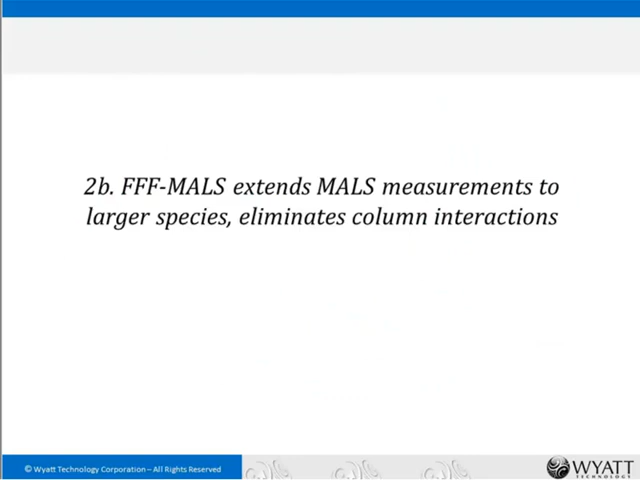 2b. FFF-MALS extends MALS measurements to
larger species, eliminates column interactions
© Wyatt Technology Corporation – All Rights Reserved
WYATT
TECHNOLOGY